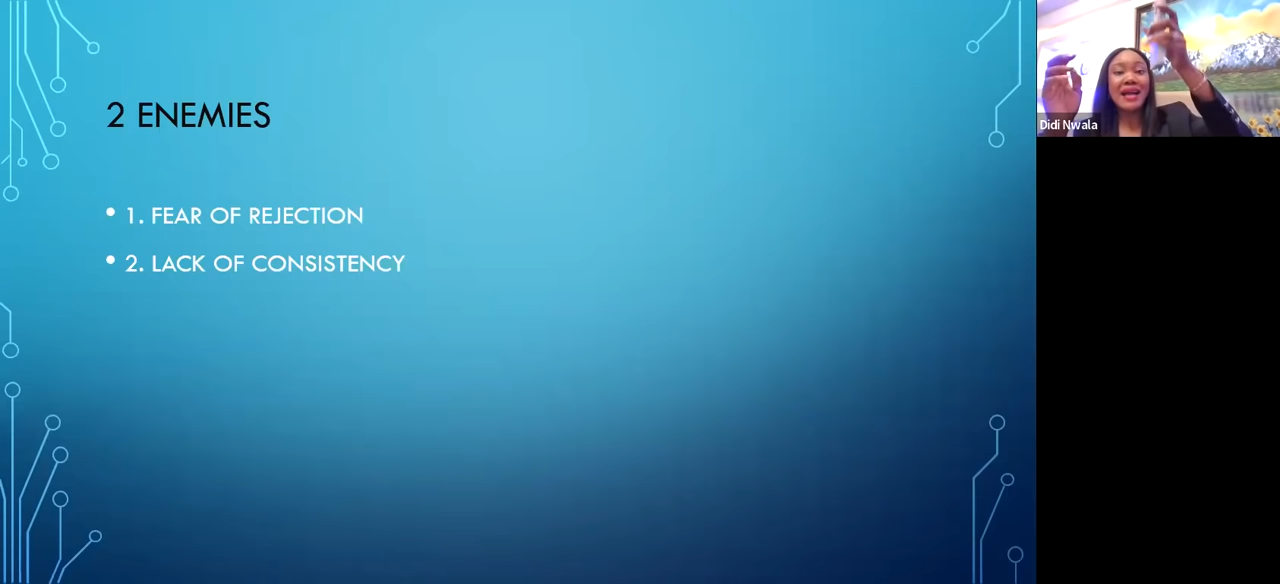 2 ENEMIES
• 1. FEAR OF REJECTION
• 2. LACK OF CONSISTENCY
Didi Nwala